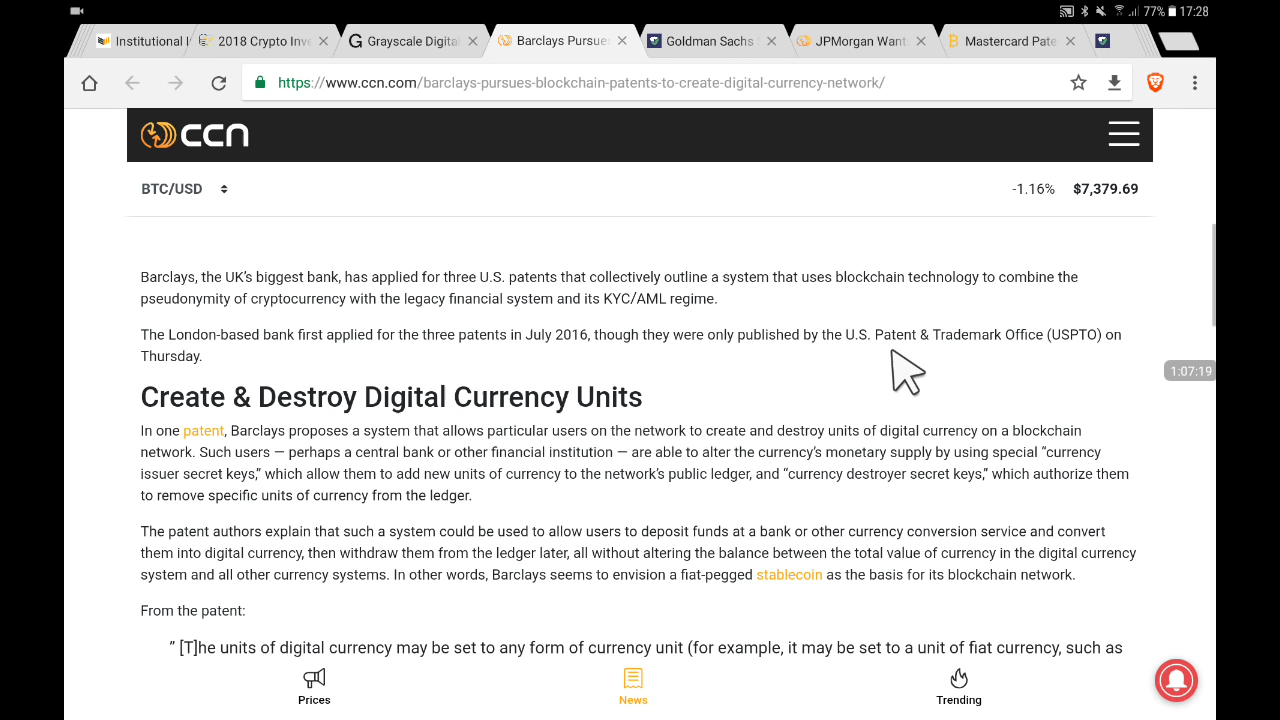 77% 17:28
Institutional I 2018 Crypto Inve Grayscale Digital Barclays Pursue Goldman Sachs JPMorgan Want Mastercard Pate
https://www.ccn.com/barclays-pursues-blockchain-patents-to-create-digital-currency-network/
ccn
BTC/USD -1.16% $7,379.69
Barclays, the UK’s biggest bank, has applied for three U.S. patents that collectively outline a system that uses blockchain technology to combine the
pseudonymity of cryptocurrency with the legacy financial system and its KYC/AML regime.
The London-based bank first applied for the three patents in July 2016, though they were only published by the U.S. Patent & Trademark Office (USPTO) on
Thursday.
1:07:19
Create & Destroy Digital Currency Units
In one patent, Barclays proposes a system that allows particular users on the network to create and destroy units of digital currency on a blockchain
network. Such users — perhaps a central bank or other financial institution — are able to alter the currency’s monetary supply by using special “currency
issuer secret keys,” which allow them to add new units of currency to the network’s public ledger, and “currency destroyer secret keys,” which authorize them
to remove specific units of currency from the ledger.
The patent authors explain that such a system could be used to allow users to deposit funds at a bank or other currency conversion service and convert
them into digital currency, then withdraw them from the ledger later, all without altering the balance between the total value of currency in the digital currency
system and all other currency systems. In other words, Barclays seems to envision a fiat-pegged stablecoin as the basis for its blockchain network.
From the patent:
” [T]he units of digital currency may be set to any form of currency unit (for example, it may be set to a unit of fiat currency, such as
Prices News Trending